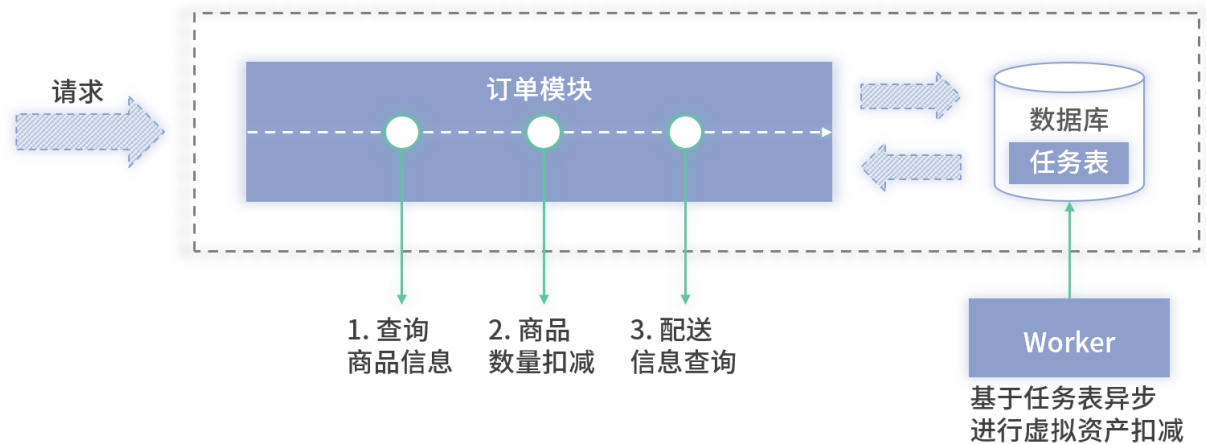 请求
订单模块
数据库
任务表
1. 查询
商品信息
2. 商品
数量扣减
3. 配送
信息查询
Worker
基于任务表异步
进行虚拟资产扣减